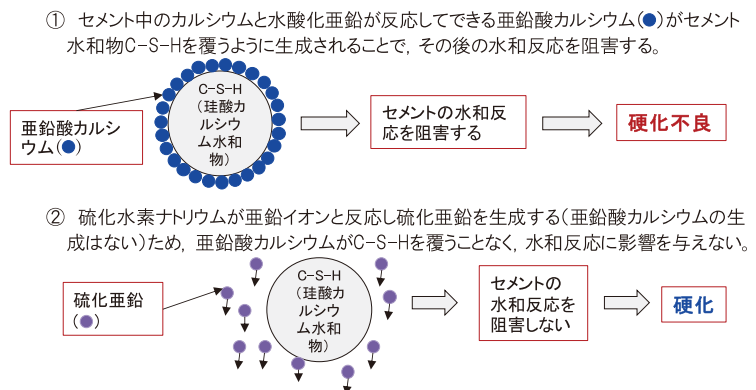 ① セメント中のカルシウムと水酸化亜鉛が反応してできる亜鉛酸カルシウム(●)がセメント
水和物C-S-Hを覆うように生成されることで, その後の水和反応を阻害する。
亜鉛酸カルシ
ウム(●)
C-S-H
(珪酸カ
ルシウ
ム水和
物)
セメントの水和反
応を阻害する
硬化不良
② 硫化水素ナトリウムが亜鉛イオンと反応し硫化亜鉛を生成する(亜鉛酸カルシウムの生
成はない)ため, 亜鉛酸カルシウムがC-S-Hを覆うことなく, 水和反応に影響を与えない。
硫化亜鉛
(●)
C-S-H
(珪酸カ
ルシウ
ム水和
物)
セメントの
水和反応を
阻害しない
硬化